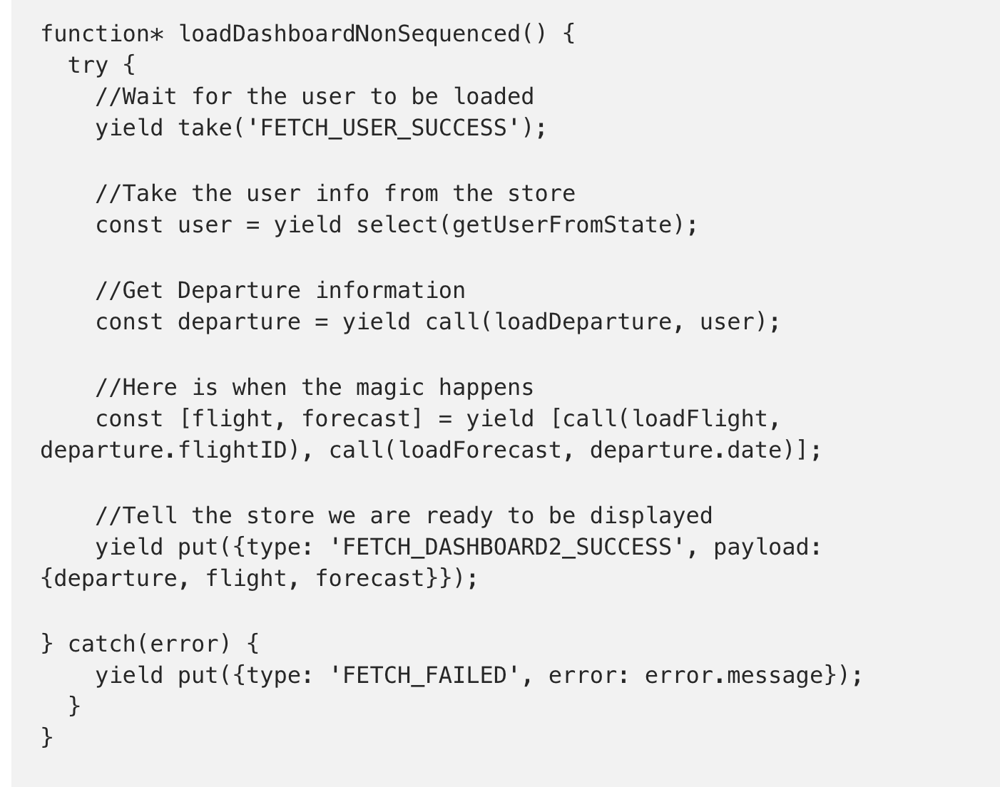 function* loadDashboardNonSequenced() {
  try {
    //Wait for the user to be loaded
    yield take('FETCH_USER_SUCCESS');

    //Take the user info from the store
    const user = yield select(getUserFromState);

    //Get Departure information
    const departure = yield call(loadDeparture, user);

    //Here is when the magic happens
    const [flight, forecast] = yield [call(loadFlight,
departure.flightID), call(loadForecast, departure.date)];

    //Tell the store we are ready to be displayed
    yield put({type: 'FETCH_DASHBOARD2_SUCCESS', payload:
{departure, flight, forecast}});

} catch(error) {
    yield put({type: 'FETCH_FAILED', error: error.message});
  }
}